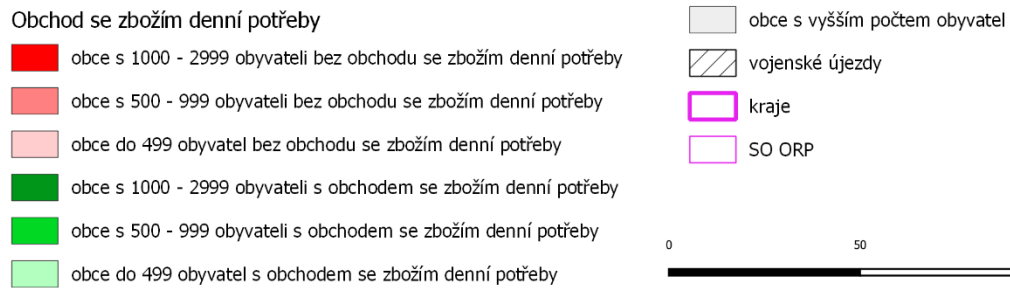 Obchod se zbožím denní potřeby
obce s 1000 - 2999 obyvateli bez obchodu se zbožím denní potřeby
obce s 500 - 999 obyvateli bez obchodu se zbožím denní potřeby
obce do 499 obyvatel bez obchodu se zbožím denní potřeby
obce s 1000 - 2999 obyvateli s obchodem se zbožím denní potřeby
obce s 500 - 999 obyvateli s obchodem se zbožím denní potřeby
obce do 499 obyvatel s obchodem se zbožím denní potřeby
obce s vyšším počtem obyvatel
vojenské újezdy
kraje
SO ORP
0 50